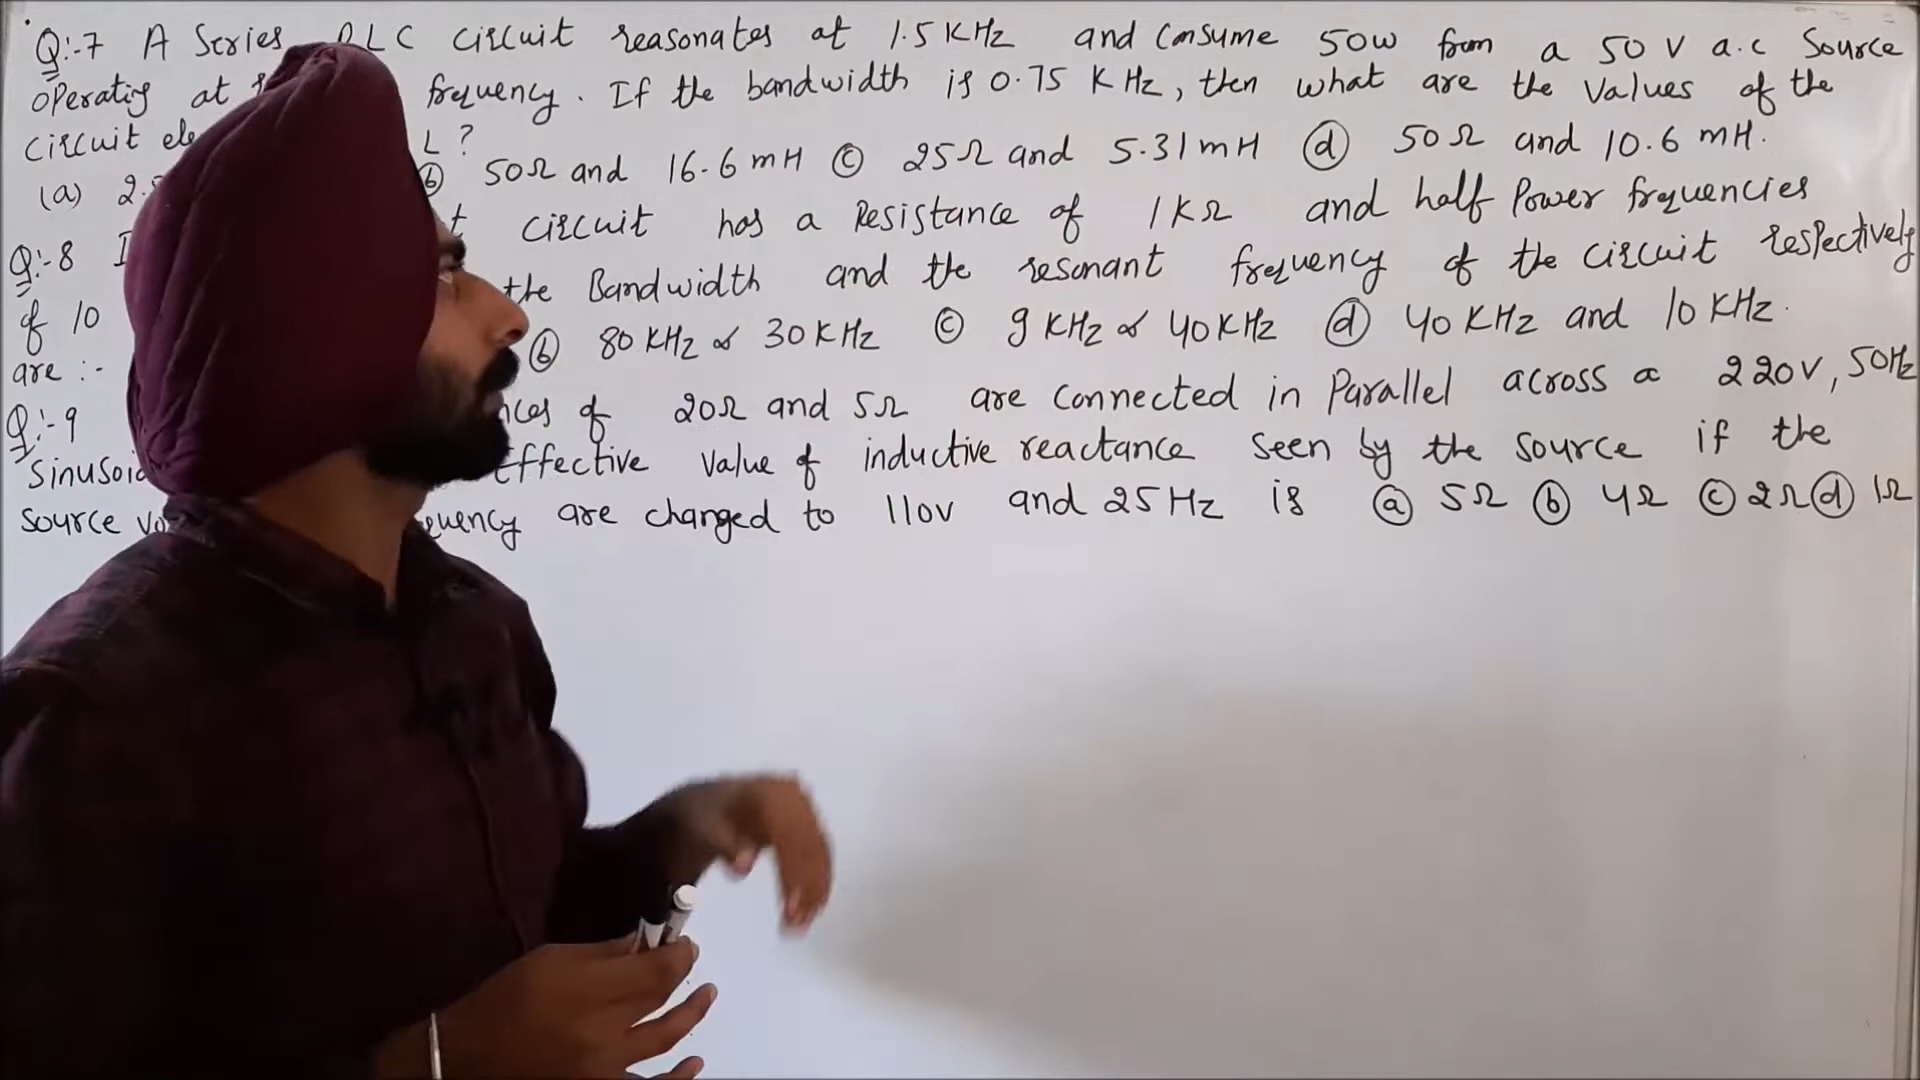 Q:-7 A Series RLC circuit reasonates at 1.5 KHz and Consume 50W from a 50 V a.c Source
operating at frequency. If the bandwidth is 0.75 KHz, then what are the values of the
circuit L?
(a) 2. (b) 50Ω and 16.6 mH (c) 25Ω and 5.31 mH (d) 50Ω and 10.6 mH.
Q:-8 circuit has a Resistance of 1KΩ and half Power frequencies
of 10 the Bandwidth and the resonant frequency of the circuit respectively
are :- (b) 80 KHz & 30 KHz (c) 9 KHz & 40 KHz (d) 40 KHz and 10 KHz.
Q:-9 of 20Ω and 5Ω are connected in Parallel across a 220V, 50Hz
Effective value of inductive reactance seen by the source if the
source are changed to 110V and 25 Hz is (a) 5Ω (b) 4Ω (c) 2Ω (d) 1Ω